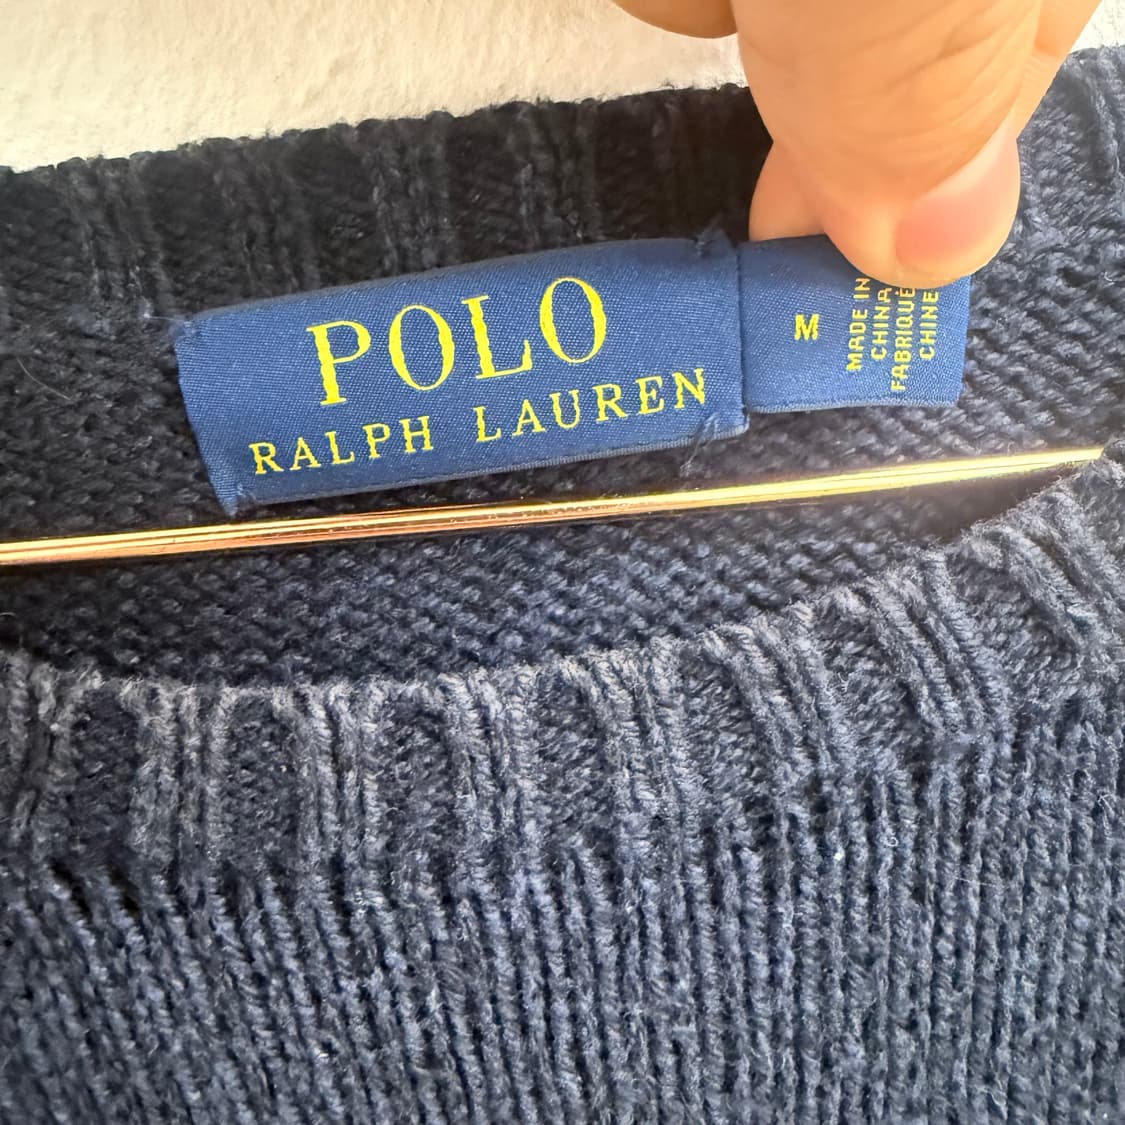 POLO
RALPH LAUREN
M
MADE IN
CHINA
FABRIQUÉ
CHINE